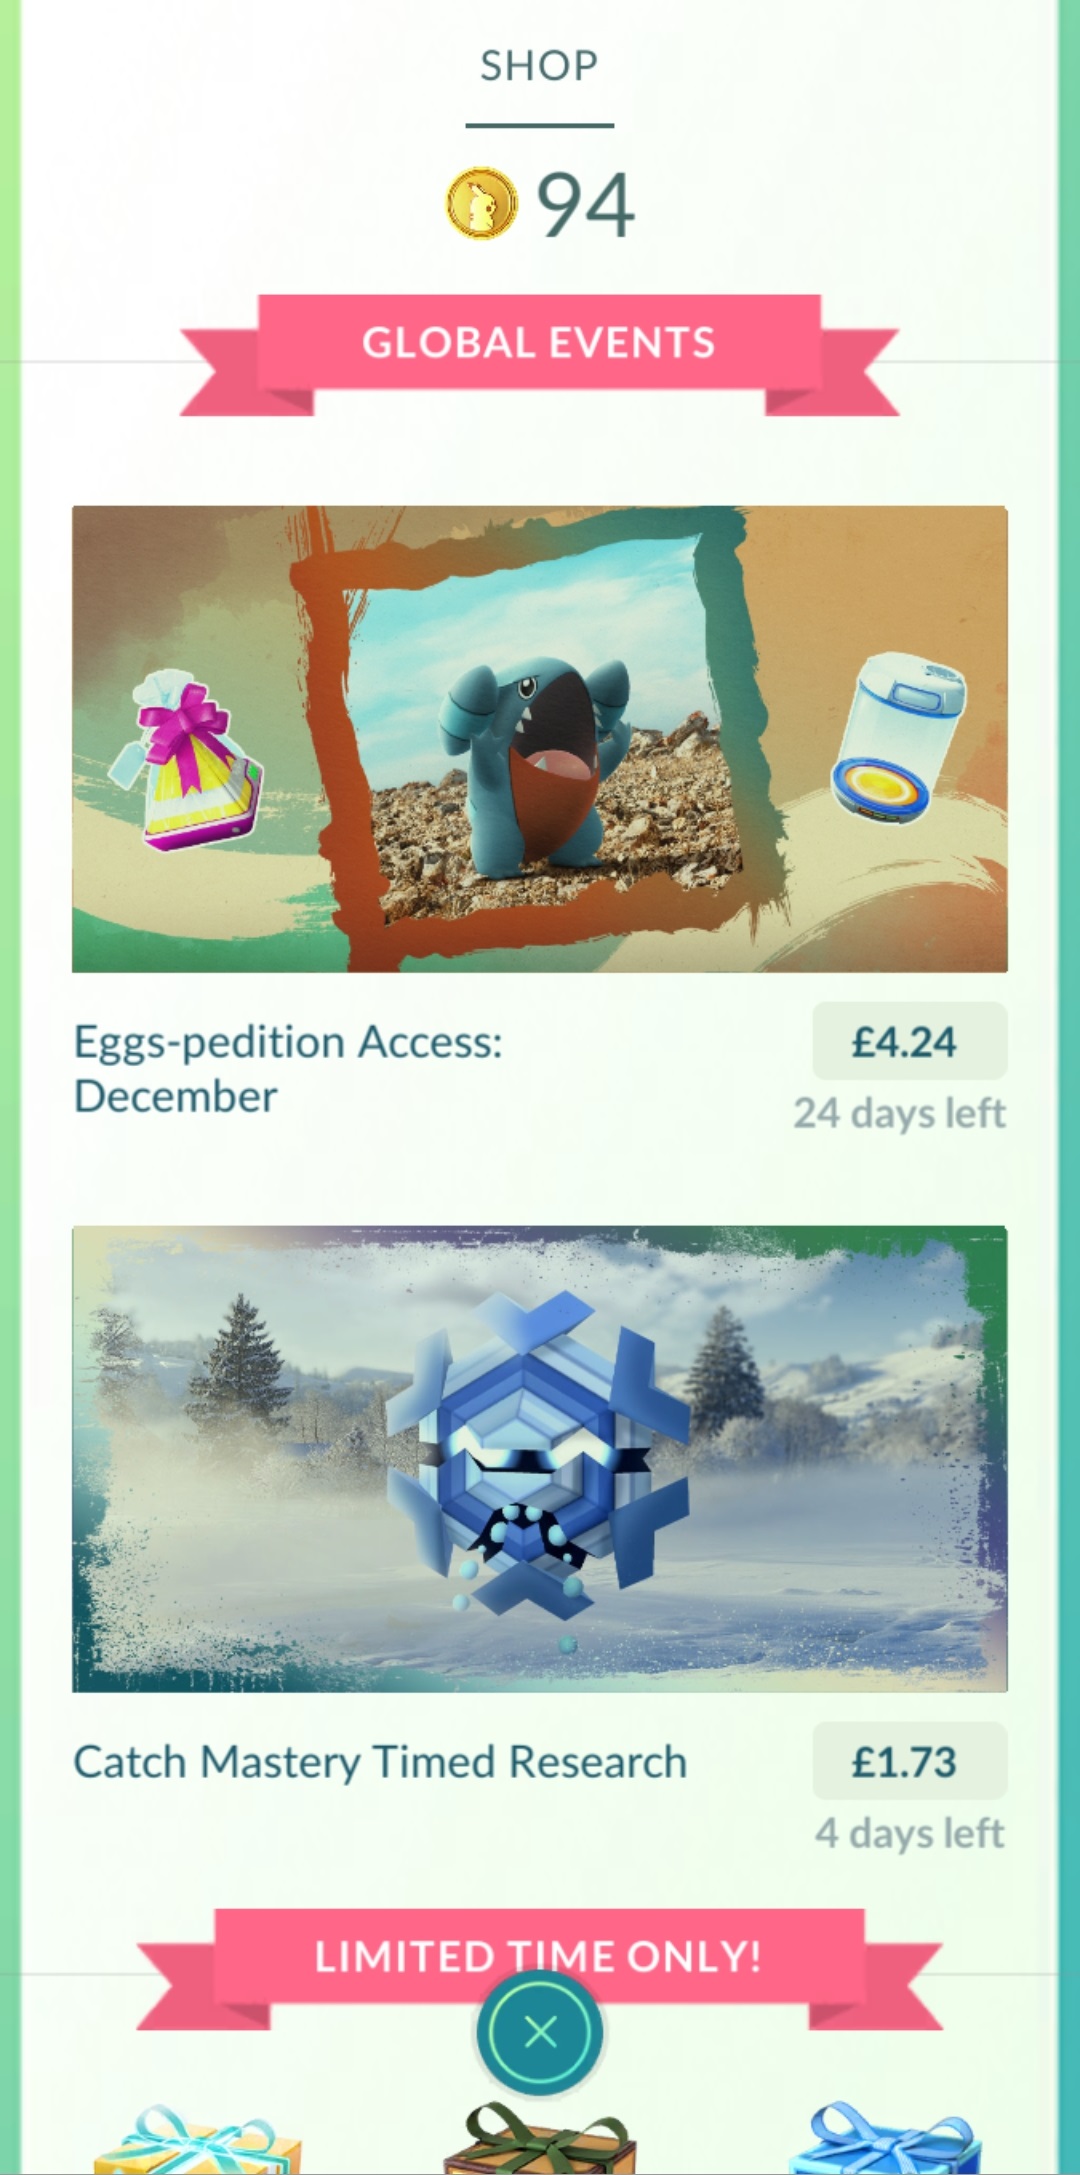 SHOP
94
GLOBAL EVENTS
Eggs-pedition Access:
December
£4.24
24 days left
Catch Mastery Timed Research
£1.73
4 days left
LIMITED TIME ONLY!